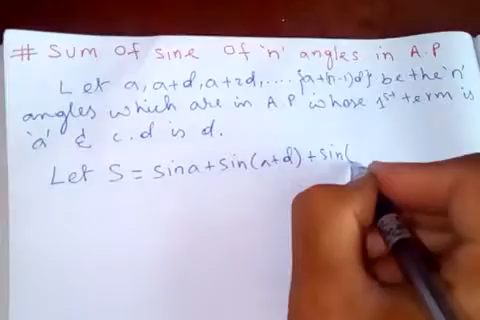 # Sum of sine of 'n' angles in A.P
Let a, a+d, a+2d, .... {a+(n-1)d} be the 'n'
angles which are in A.P whose 1st term is
'a' & c.d is d.
Let S = sina + sin(a+d) + sin(